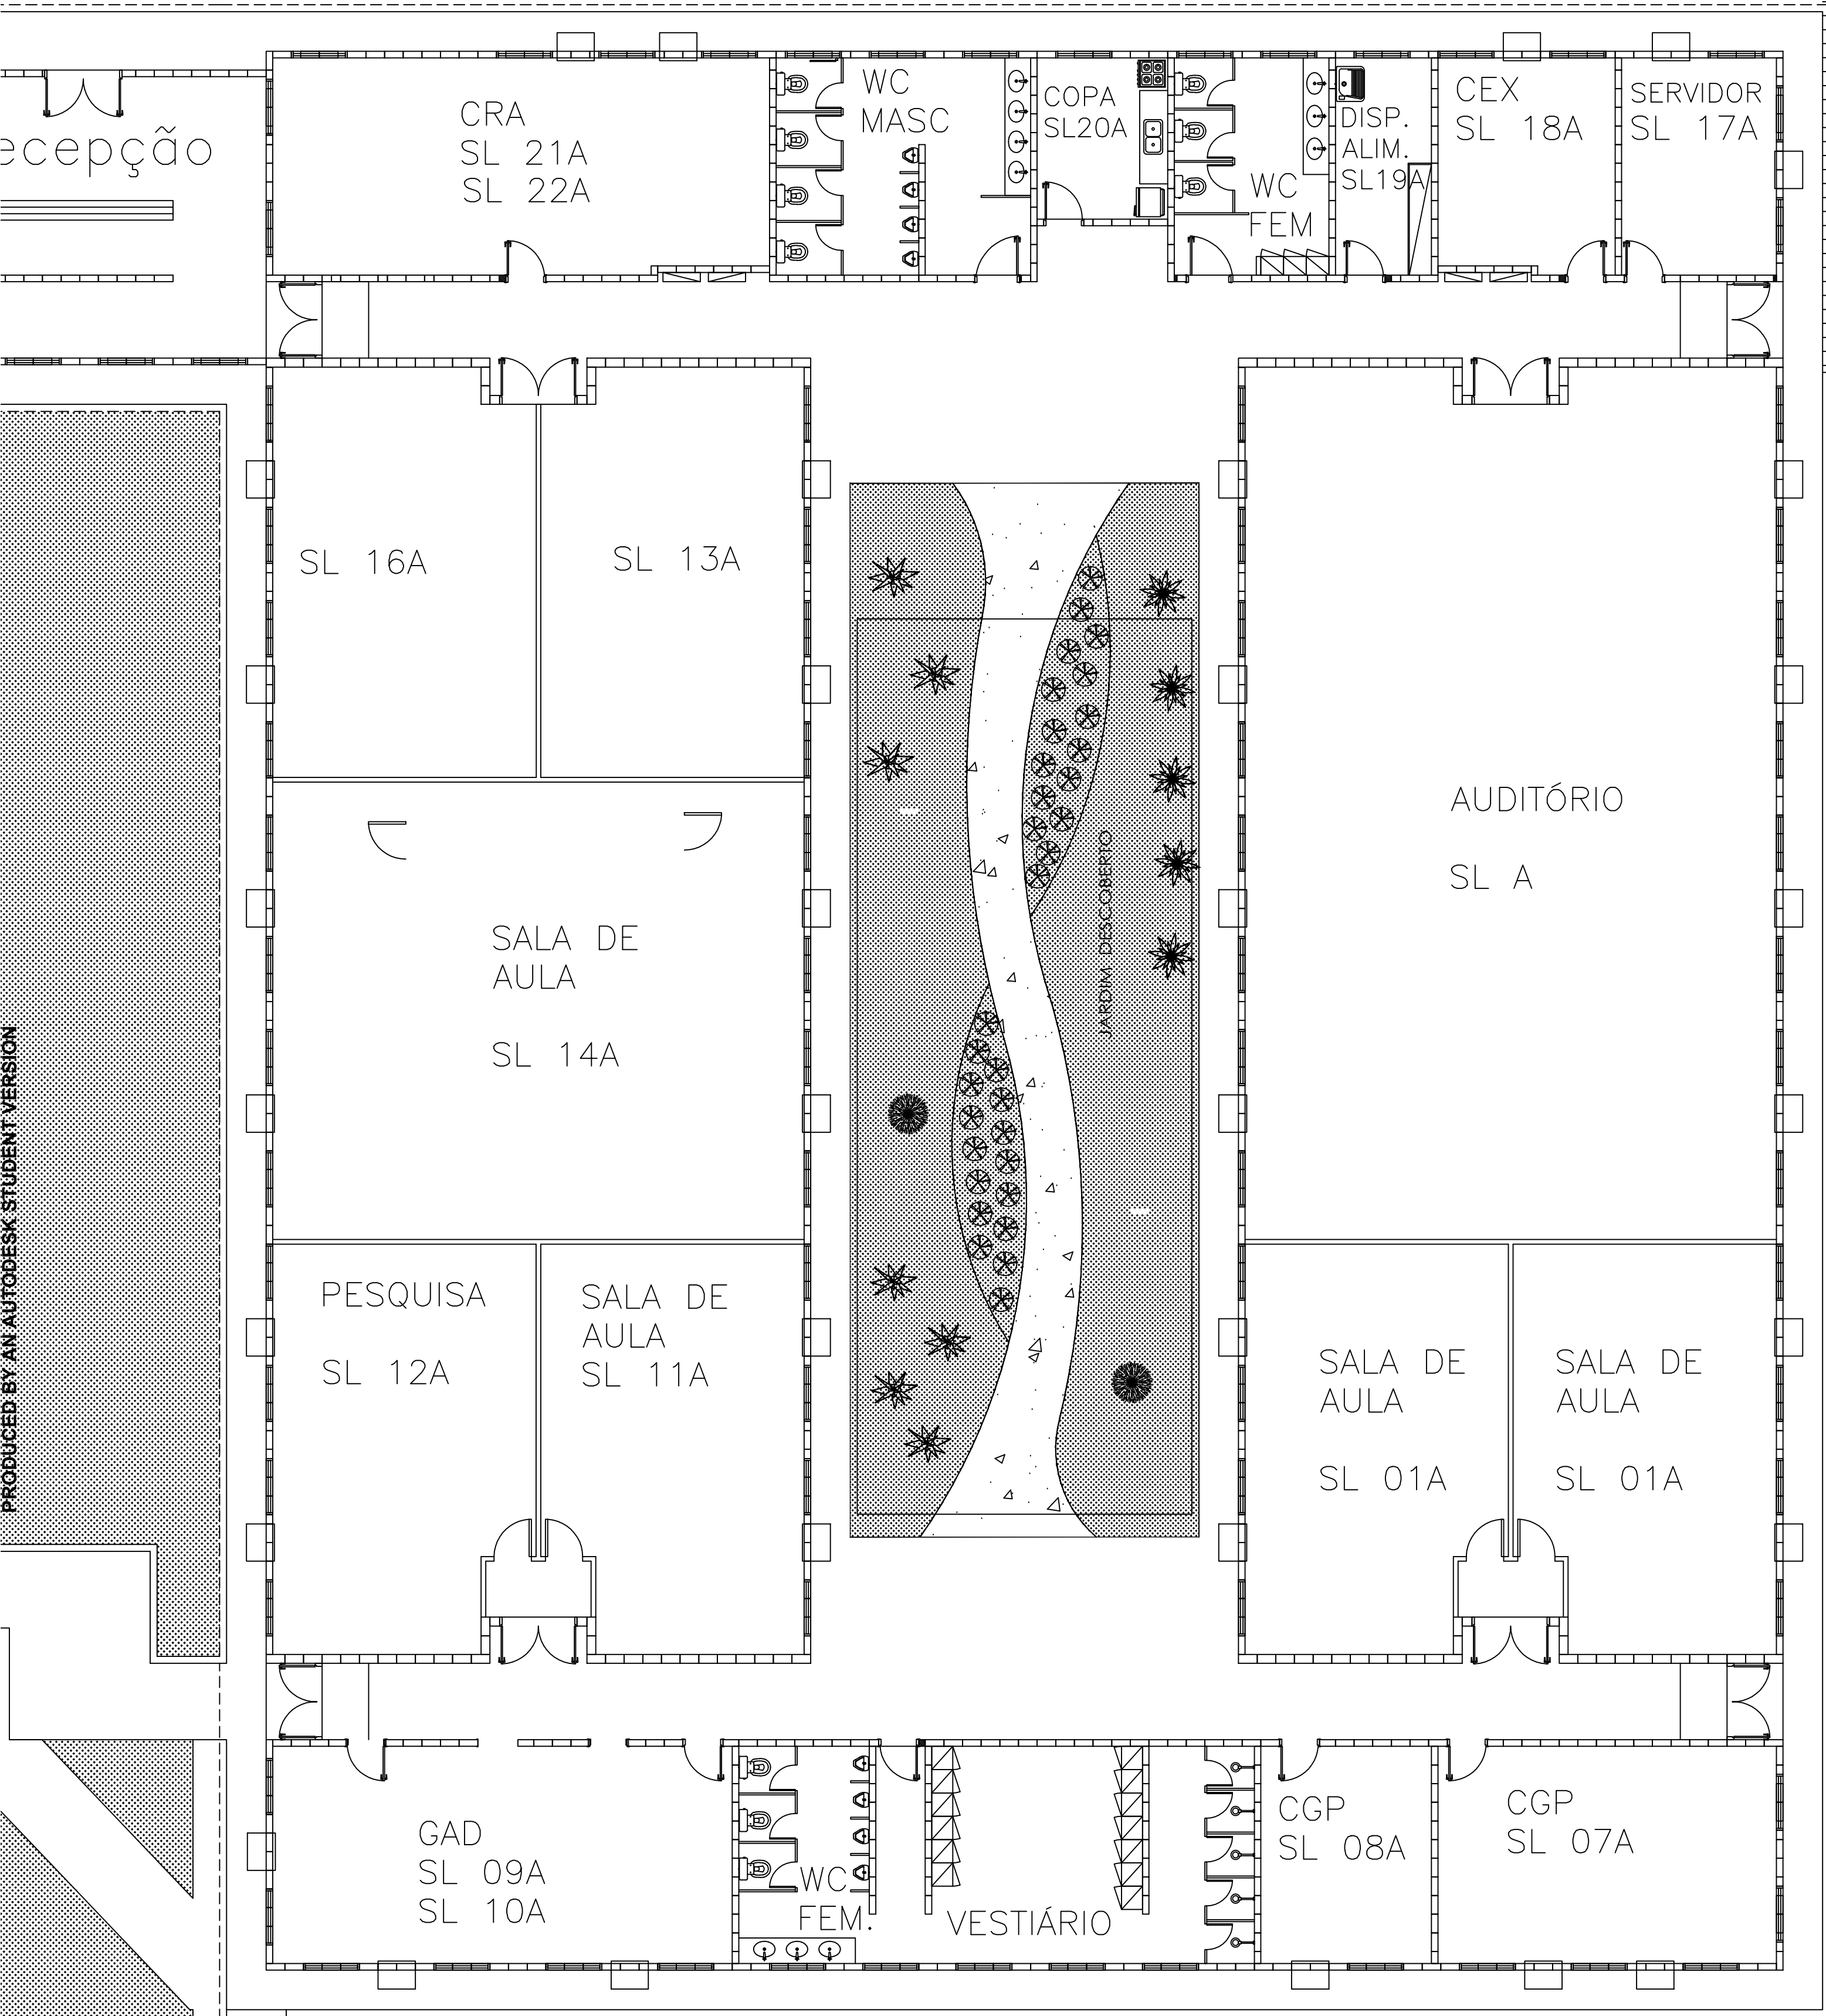 CRA
SL 21A
SL 22A
WC
MASC
COPA
SL20A
WC
FEM
DISP.
ALIM.
SL19A
CEX
SL 18A
SERVIDOR
SL 17A
ecepção
SL 16A
SL 13A
AUDITÓRIO
SL A
JARDIM DESCOBERTO
SALA DE
AULA
SL 14A
PRODUCED BY AN AUTODESK STUDENT VERSION
PESQUISA
SL 12A
SALA DE
AULA
SL 11A
SALA DE
AULA
SL 01A
SALA DE
AULA
SL 01A
GAD
SL 09A
SL 10A
WC
FEM.
VESTIÁRIO
CGP
SL 08A
CGP
SL 07A